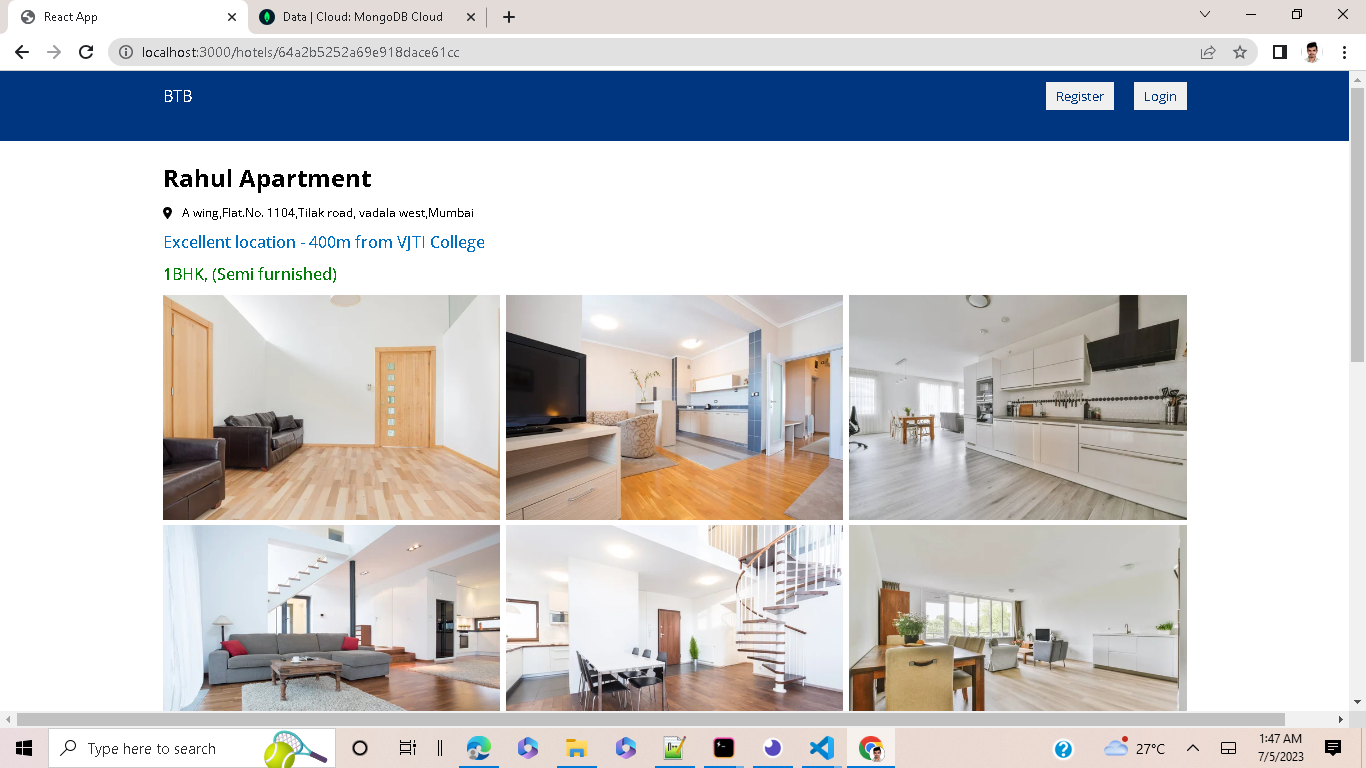 React App
Data | Cloud: MongoDB Cloud
localhost:3000/hotels/64a2b5252a69e918dace61cc
BTB
Register
Login
Rahul Apartment
A wing,Flat.No. 1104,Tilak road, vadala west,Mumbai
Excellent location - 400m from VJTI College
1BHK, (Semi furnished)
Type here to search
27°C
1:47 AM
7/5/2023